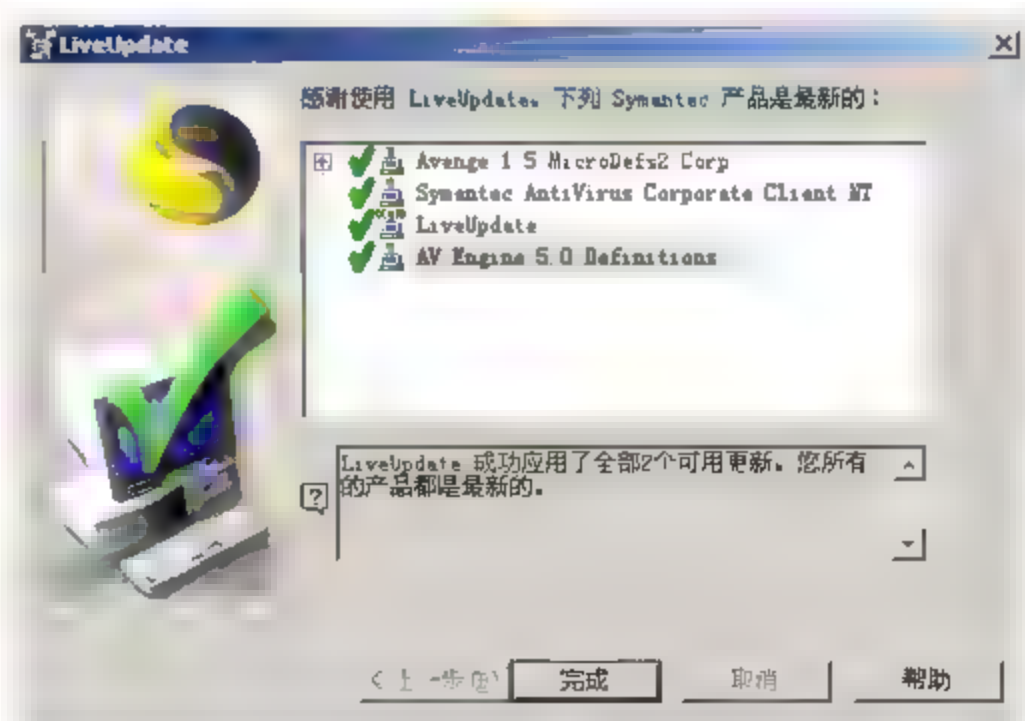 LiveUpdate
感谢使用 LiveUpdate。下列 Symantec 产品是最新的：
Avenge 1 5 MicroDefs2 Corp
Symantec AntiVirus Corporate Client NT
LiveUpdate
AV Engine 5.0 Definitions
LiveUpdate 成功应用了全部2个可用更新。您所有
的产品都是最新的。
< 上一步(B) 完成 取消 帮助